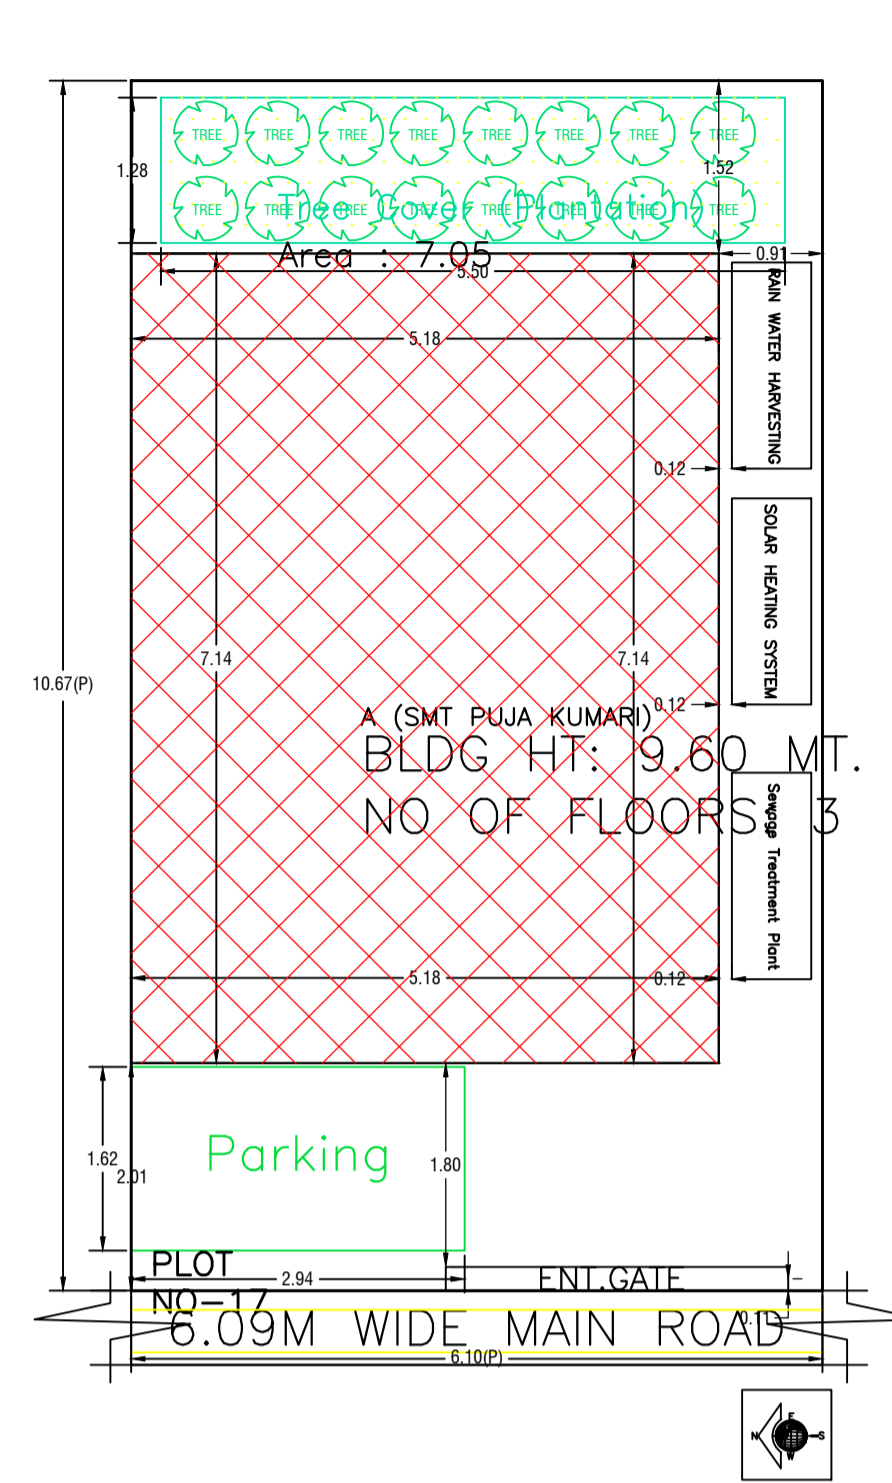 TREE TREE TREE TREE TREE TREE TREE TREE
1.28
1.52
TREE TREE TREE TREE TREE TREE TREE TREE
Tree Cover (Plantation)
Area : 7.05
0.91
5.50
RAIN WATER HARVESTING
5.18
0.12
SOLAR HEATING SYSTEM
7.14
7.14
10.67(P)
0.12
A (SMT PUJA KUMARI)
BLDG HT: 9.60 MT.
NO OF FLOORS: 3
Sewage Treatment Plant
5.18
0.12
Parking
1.62
1.80
2.01
PLOT
NO-17
2.94
ENT.GATE
0.11
6.09M WIDE MAIN ROAD
6.10(P)
E
N
S
W